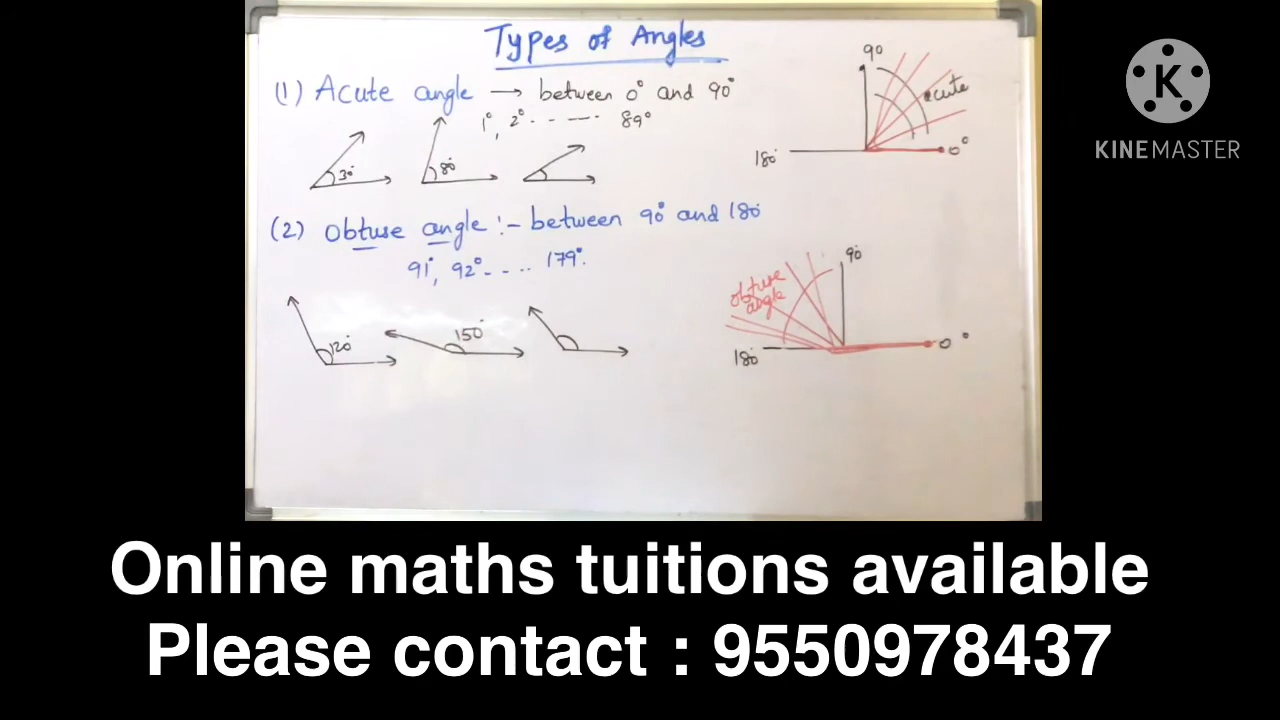 Types of Angles
(1) Acute angle → between 0° and 90°
1°, 2° - - - - - 89°
30° 80°
90
acute
180° 0°
K
KINEMASTER
(2) Obtuse angle :- between 90° and 180°
91°, 92° - - - - 179°.
120° 150°
90°
obtuse
angle
180° 0°
Online maths tuitions available
Please contact : 9550978437